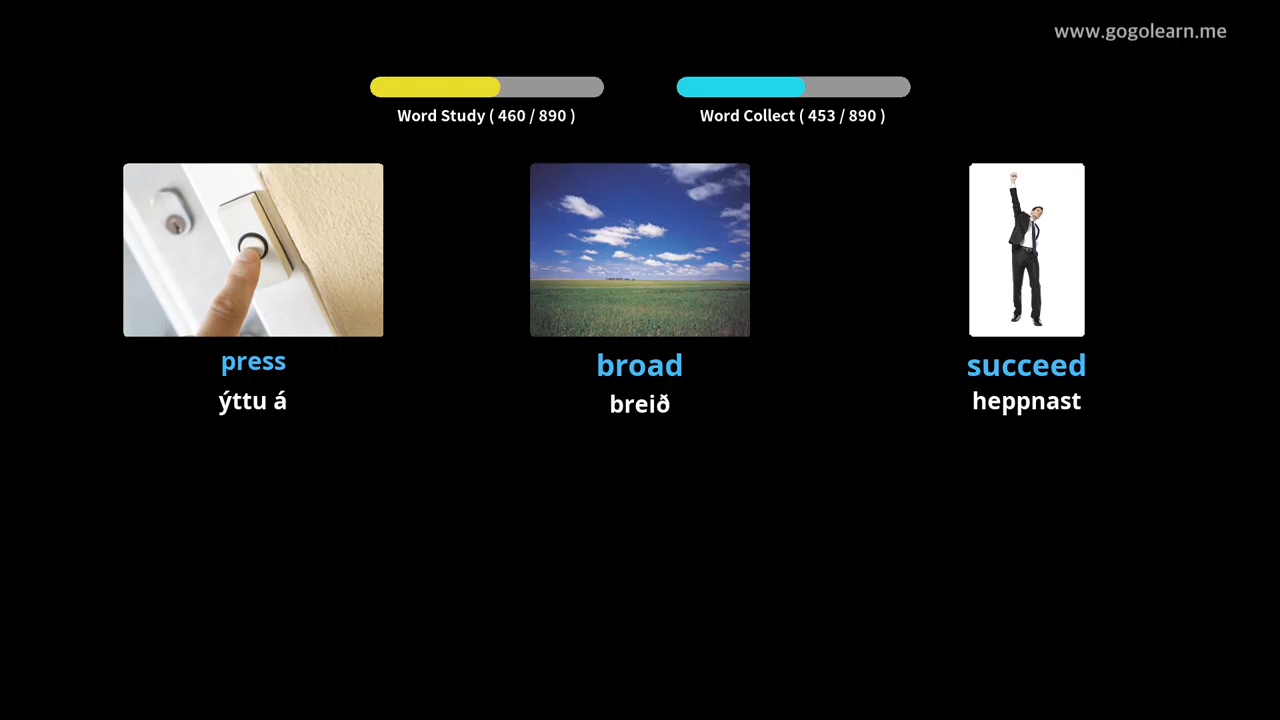 www.gogolearn.me
Word Study ( 460 / 890 )
Word Collect ( 453 / 890 )
press
ýttu á
broad
breið
succeed
heppnast